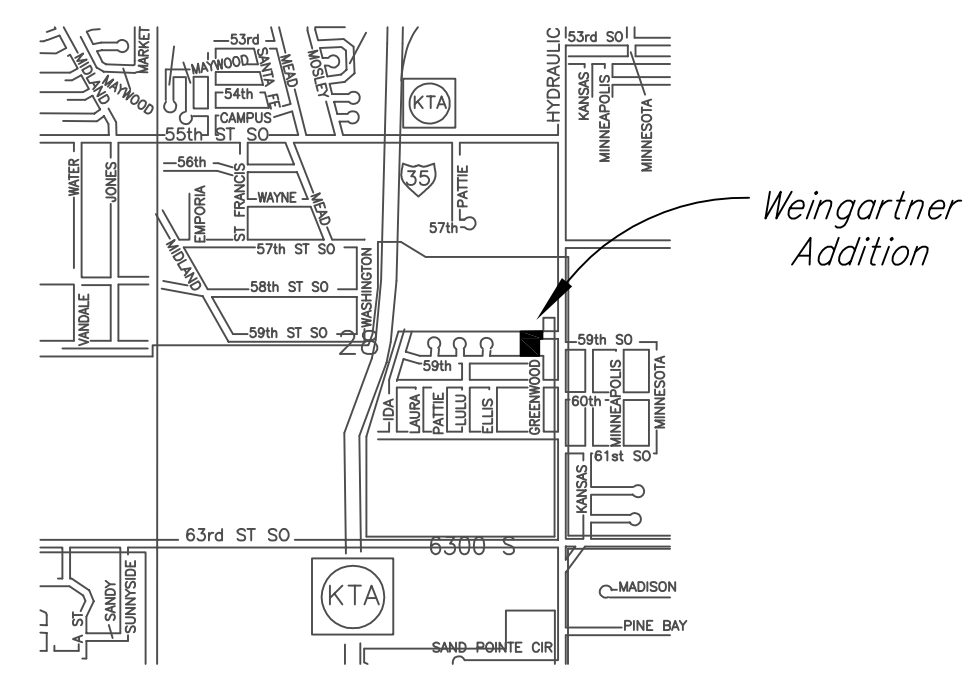 MARKET
MIDLAND
MAYWOOD
53rd
MAYWOOD
SANTA FE
MEAD
MOSLEY
54th
CAMPUS
KTA
HYDRAULIC
53rd SO
KANSAS
MINNEAPOLIS
MINNESOTA
55th ST SO
WATER
JONES
56th
EMPORIA
ST FRANCIS
WAYNE
MEAD
35
PATTIE
57th
Weingartner
Addition
MIDLAND
57th ST SO
WASHINGTON
58th ST SO
VANDALE
59th ST SO
28
59th
59th SO
GREENWOOD
MINNEAPOLIS
MINNESOTA
IDA
LAURA
PATTIE
LULU
ELLIS
60th
61st SO
KANSAS
63rd ST SO
6300 S
KTA
A ST
SANDY
SUNNYSIDE
MADISON
PINE BAY
SAND POINTE CIR